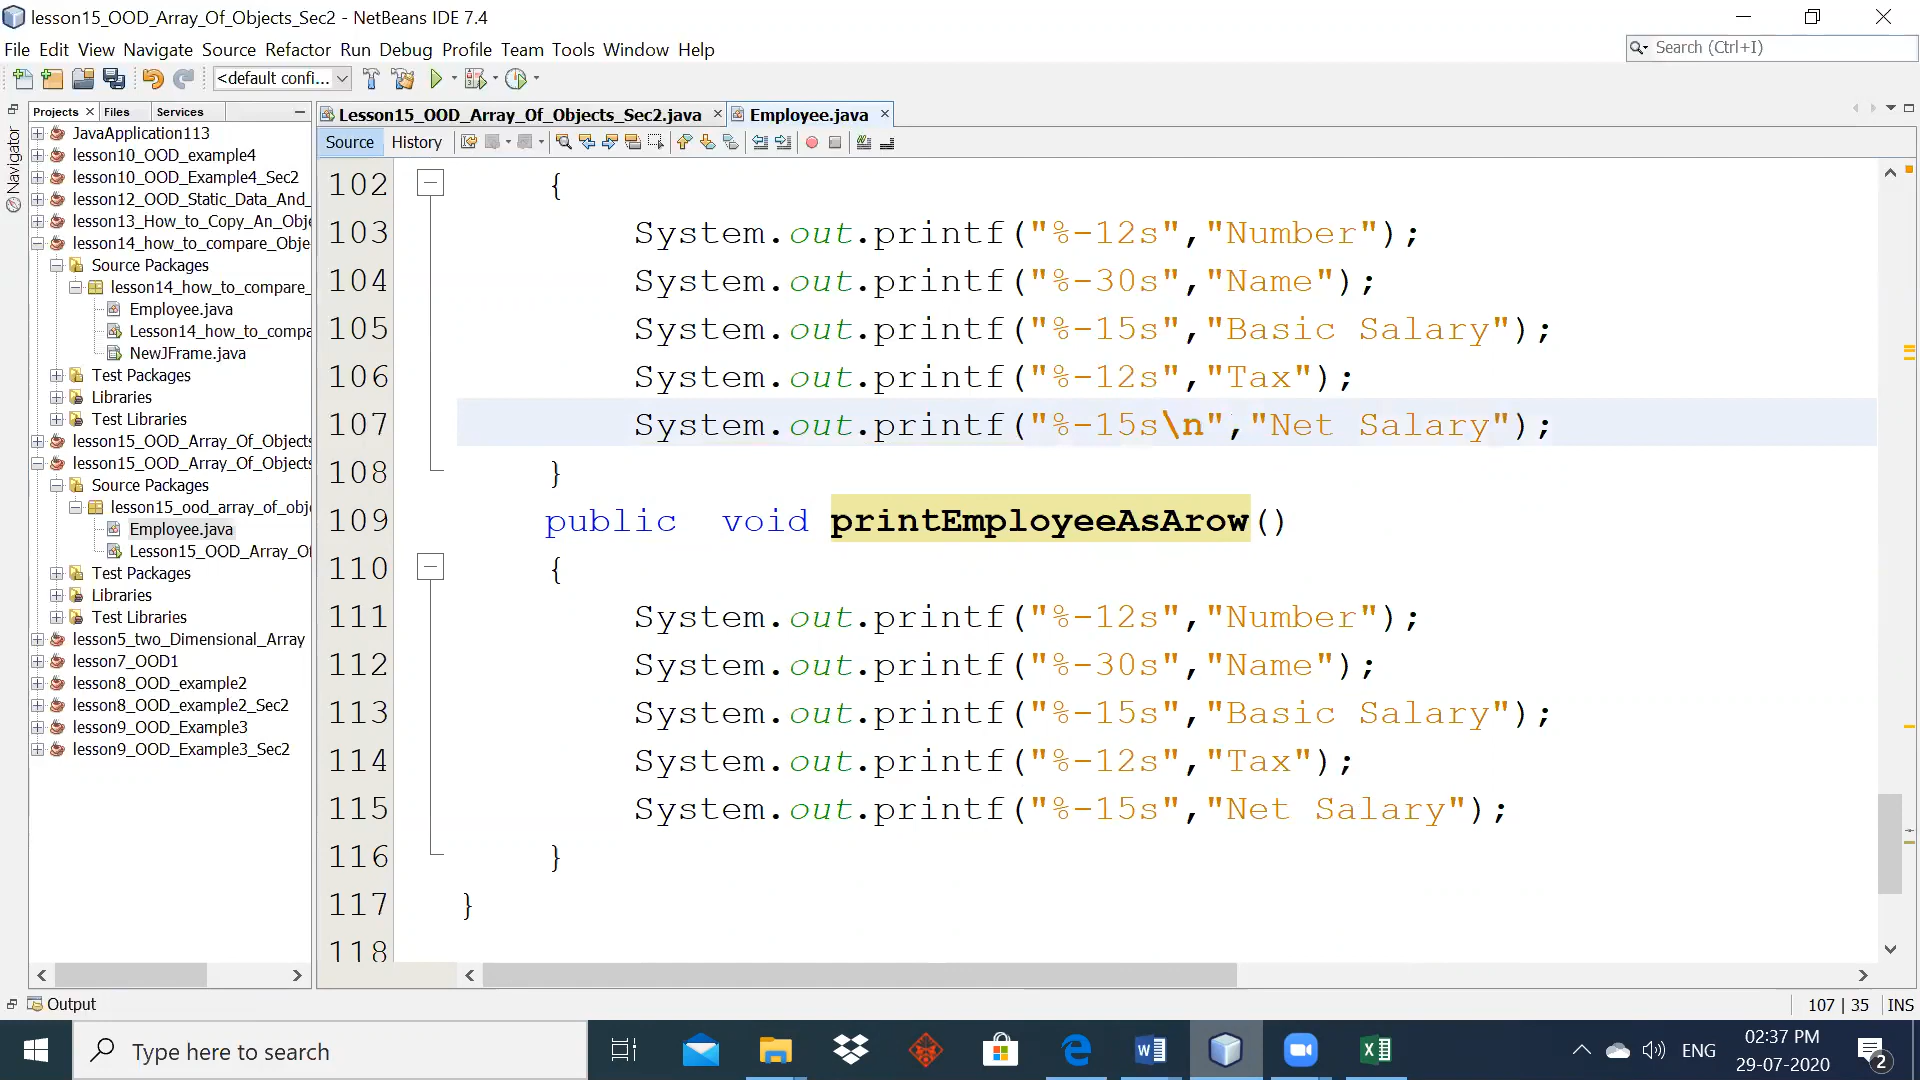 lesson15_OOD_Array_Of_Objects_Sec2 - NetBeans IDE 7.4
File Edit View Navigate Source Refactor Run Debug Profile Team Tools Window Help
Search (Ctrl+I)
<default confi...
Projects Files Services
Navigator
JavaApplication113
lesson10_OOD_example4
lesson10_OOD_Example4_Sec2
lesson12_OOD_Static_Data_And_
lesson13_How_to_Copy_An_Obje
lesson14_how_to_compare_Obje
Source Packages
lesson14_how_to_compare_
Employee.java
Lesson14_how_to_compa
NewJFrame.java
Test Packages
Libraries
Test Libraries
lesson15_OOD_Array_Of_Objects
lesson15_OOD_Array_Of_Objects
Source Packages
lesson15_ood_array_of_obj
Employee.java
Lesson15_OOD_Array_Of
Test Packages
Libraries
Test Libraries
lesson5_two_Dimensional_Array
lesson7_OOD1
lesson8_OOD_example2
lesson8_OOD_example2_Sec2
lesson9_OOD_Example3
lesson9_OOD_Example3_Sec2
Lesson15_OOD_Array_Of_Objects_Sec2.java Employee.java
Source History
102 {
103 System.out.printf("%-12s","Number");
104 System.out.printf("%-30s","Name");
105 System.out.printf("%-15s","Basic Salary");
106 System.out.printf("%-12s","Tax");
107 System.out.printf("%-15s\n","Net Salary");
108 }
109 public void printEmployeeAsArow()
110 {
111 System.out.printf("%-12s","Number");
112 System.out.printf("%-30s","Name");
113 System.out.printf("%-15s","Basic Salary");
114 System.out.printf("%-12s","Tax");
115 System.out.printf("%-15s","Net Salary");
116 }
117 }
118
Output
107 | 35 INS
Type here to search
ENG
02:37 PM
29-07-2020
2